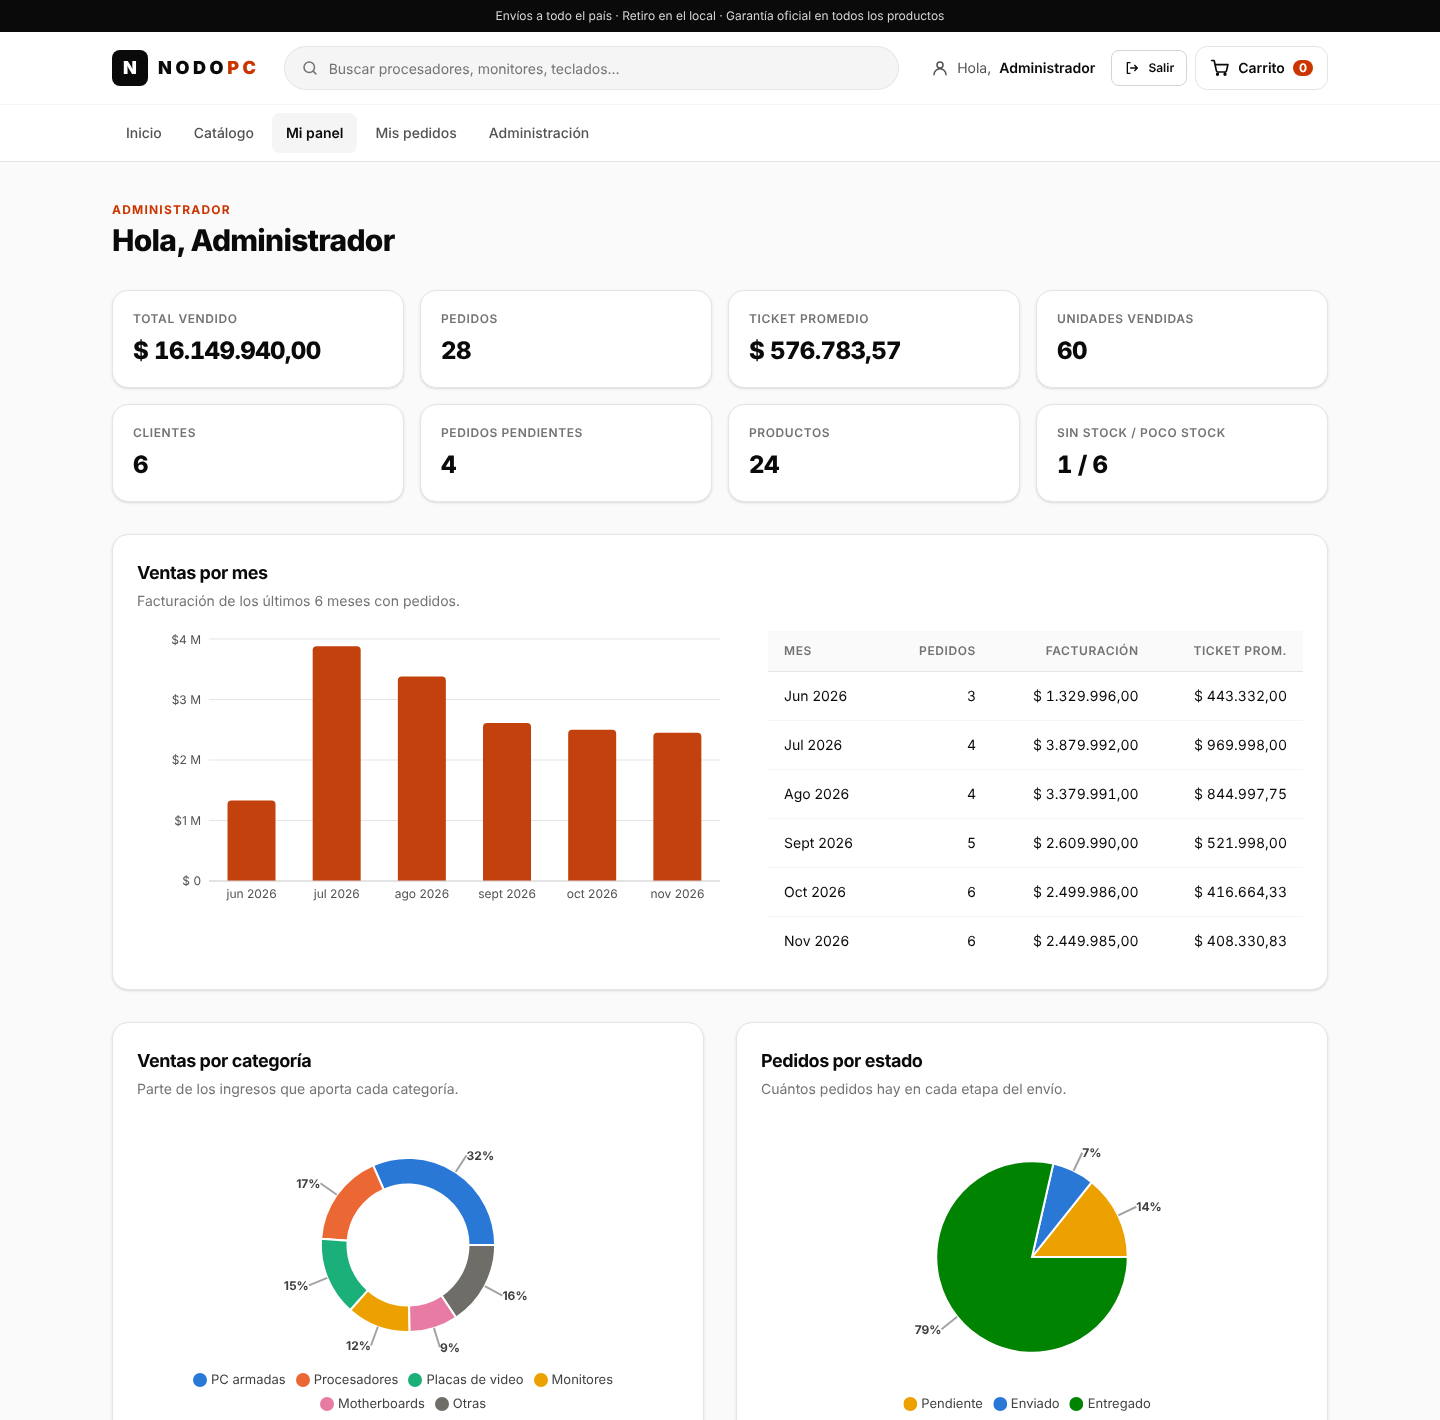 Envíos a todo el país · Retiro en el local · Garantía oficial en todos los productos
N NODOPC
Buscar procesadores, monitores, teclados...
Hola, Administrador
Salir
Carrito 0
Inicio Catálogo Mi panel Mis pedidos Administración
ADMINISTRADOR
Hola, Administrador
TOTAL VENDIDO
$ 16.149.940,00
PEDIDOS
28
TICKET PROMEDIO
$ 576.783,57
UNIDADES VENDIDAS
60
CLIENTES
6
PEDIDOS PENDIENTES
4
PRODUCTOS
24
SIN STOCK / POCO STOCK
1 / 6
Ventas por mes
Facturación de los últimos 6 meses con pedidos.
$4 M
$3 M
$2 M
$1 M
$ 0
jun 2026 jul 2026 ago 2026 sept 2026 oct 2026 nov 2026
MES PEDIDOS FACTURACIÓN TICKET PROM.
Jun 2026 3 $ 1.329.996,00 $ 443.332,00
Jul 2026 4 $ 3.879.992,00 $ 969.998,00
Ago 2026 4 $ 3.379.991,00 $ 844.997,75
Sept 2026 5 $ 2.609.990,00 $ 521.998,00
Oct 2026 6 $ 2.499.986,00 $ 416.664,33
Nov 2026 6 $ 2.449.985,00 $ 408.330,83
Ventas por categoría
Parte de los ingresos que aporta cada categoría.
32%
17%
15%
16%
12%
9%
PC armadas Procesadores Placas de video Monitores
Motherboards Otras
Pedidos por estado
Cuántos pedidos hay en cada etapa del envío.
7%
14%
79%
Pendiente Enviado Entregado